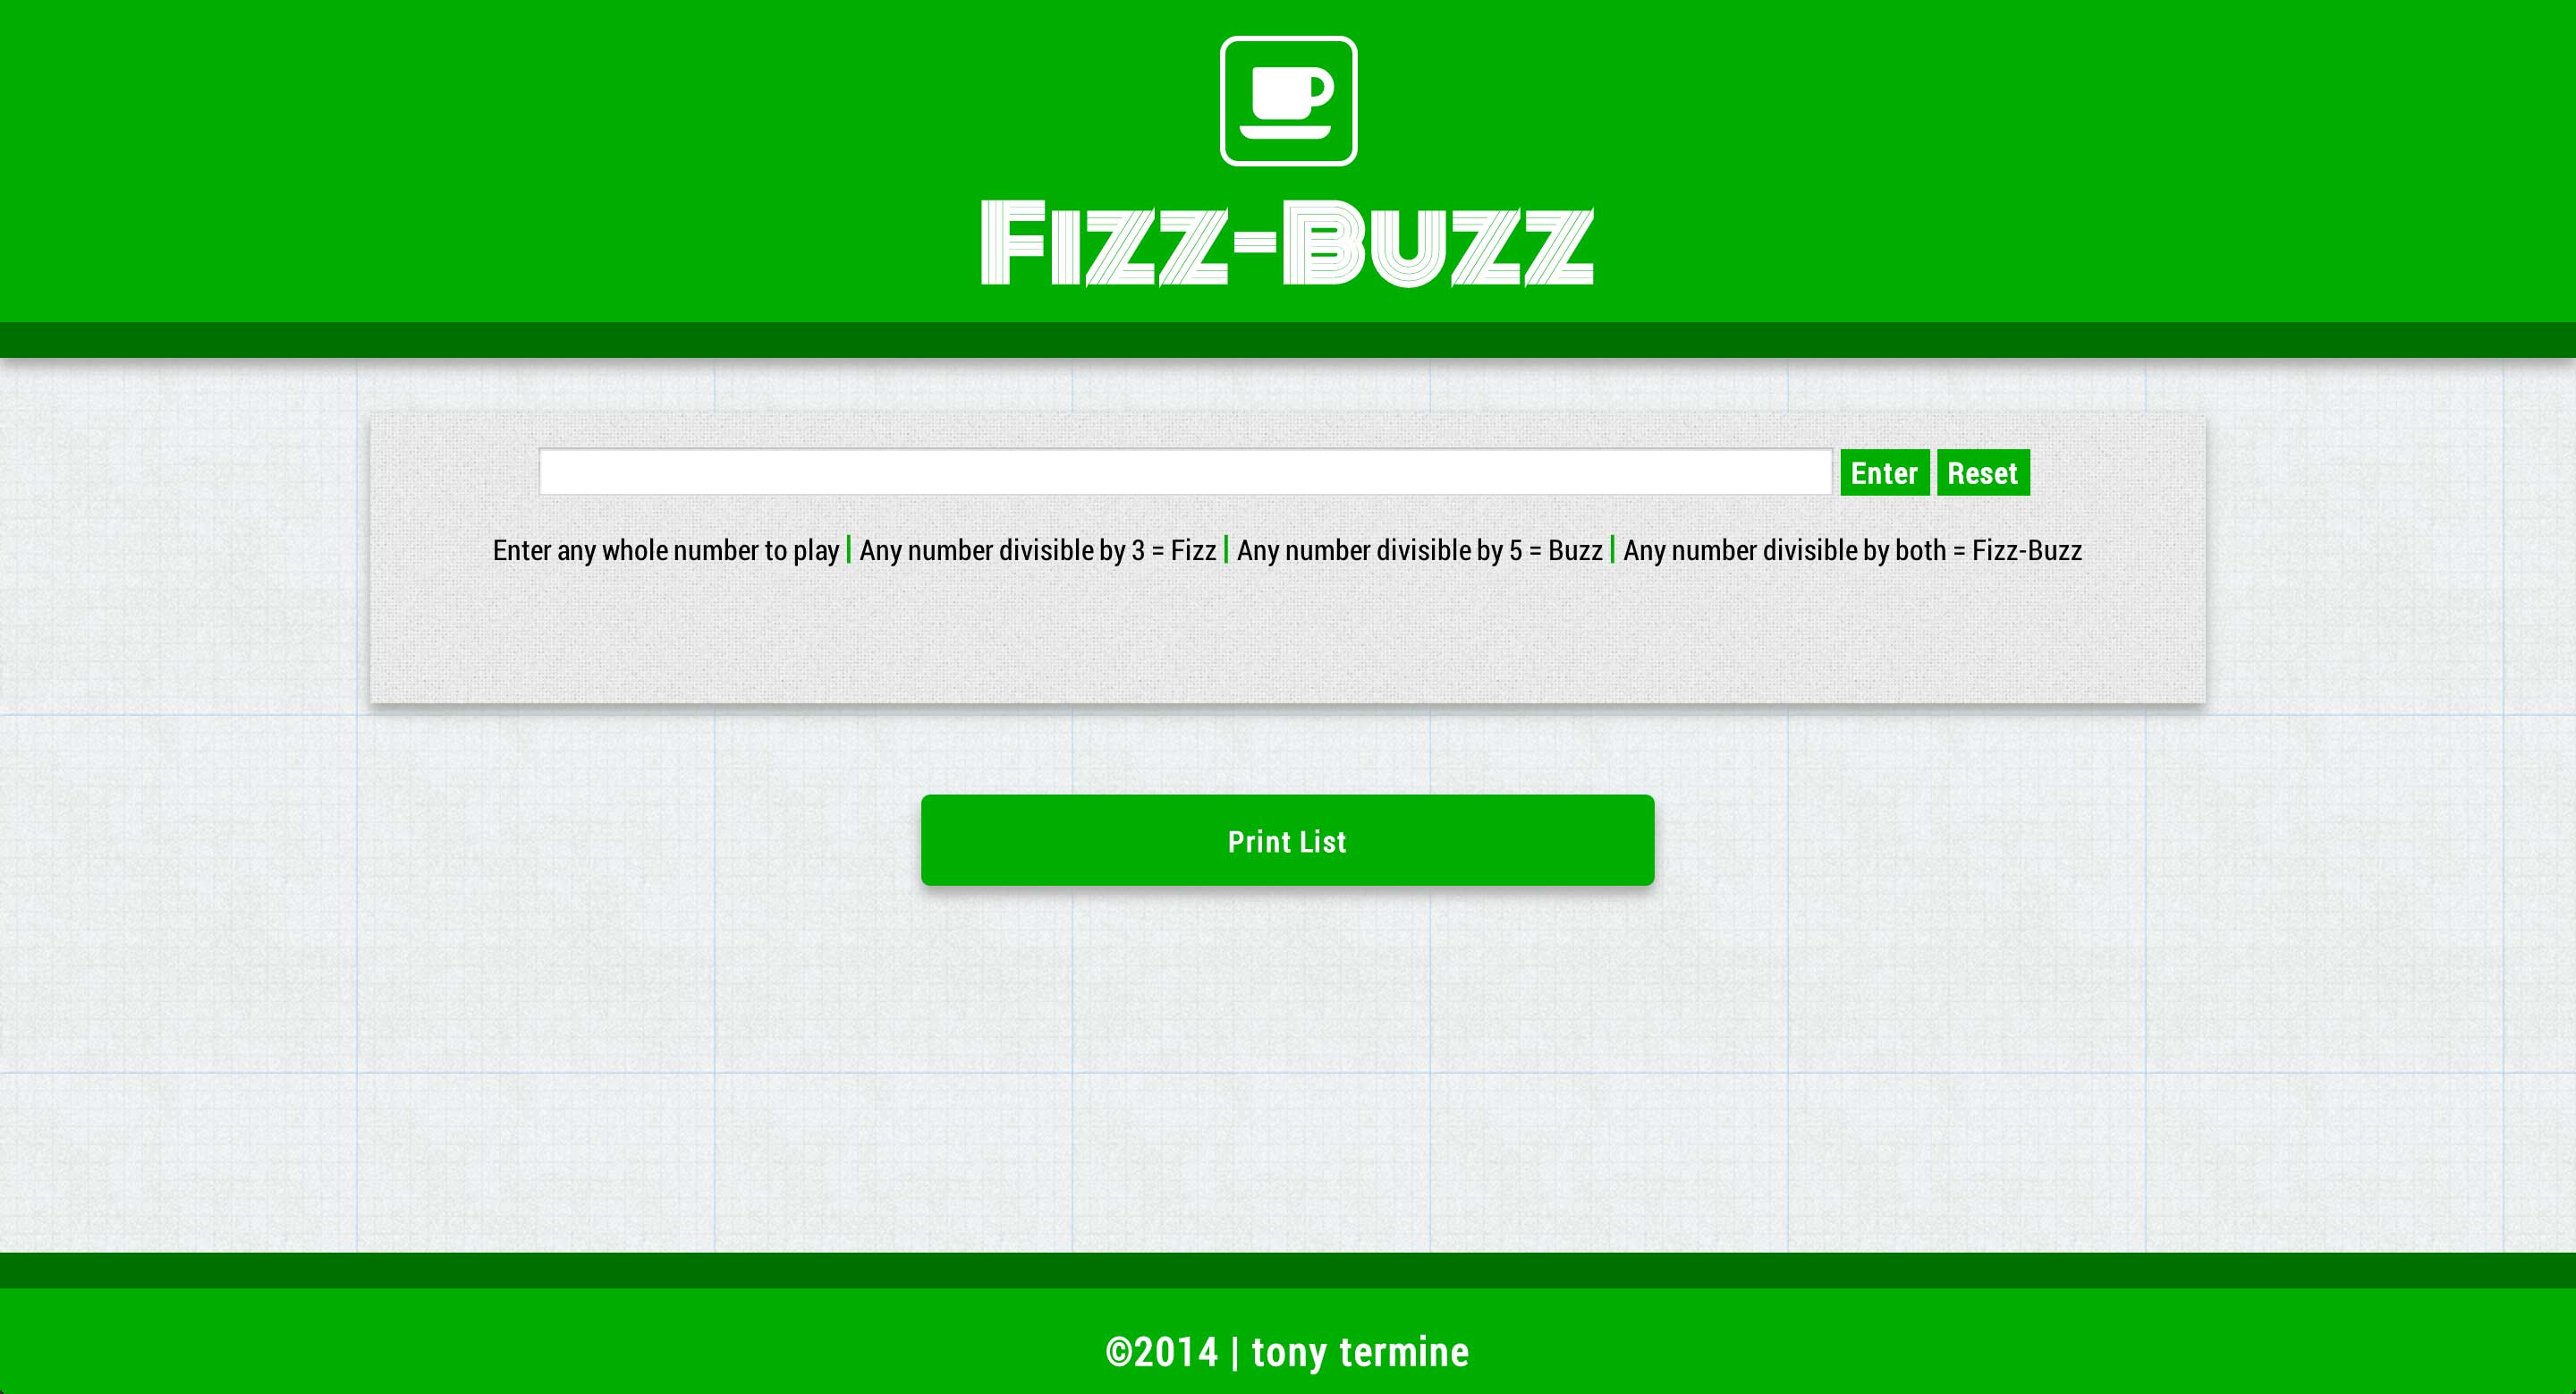 Fizz-Buzz
Enter Reset
Enter any whole number to play | Any number divisible by 3 = Fizz | Any number divisible by 5 = Buzz | Any number divisible by both = Fizz-Buzz
Print List
©2014 | tony termine